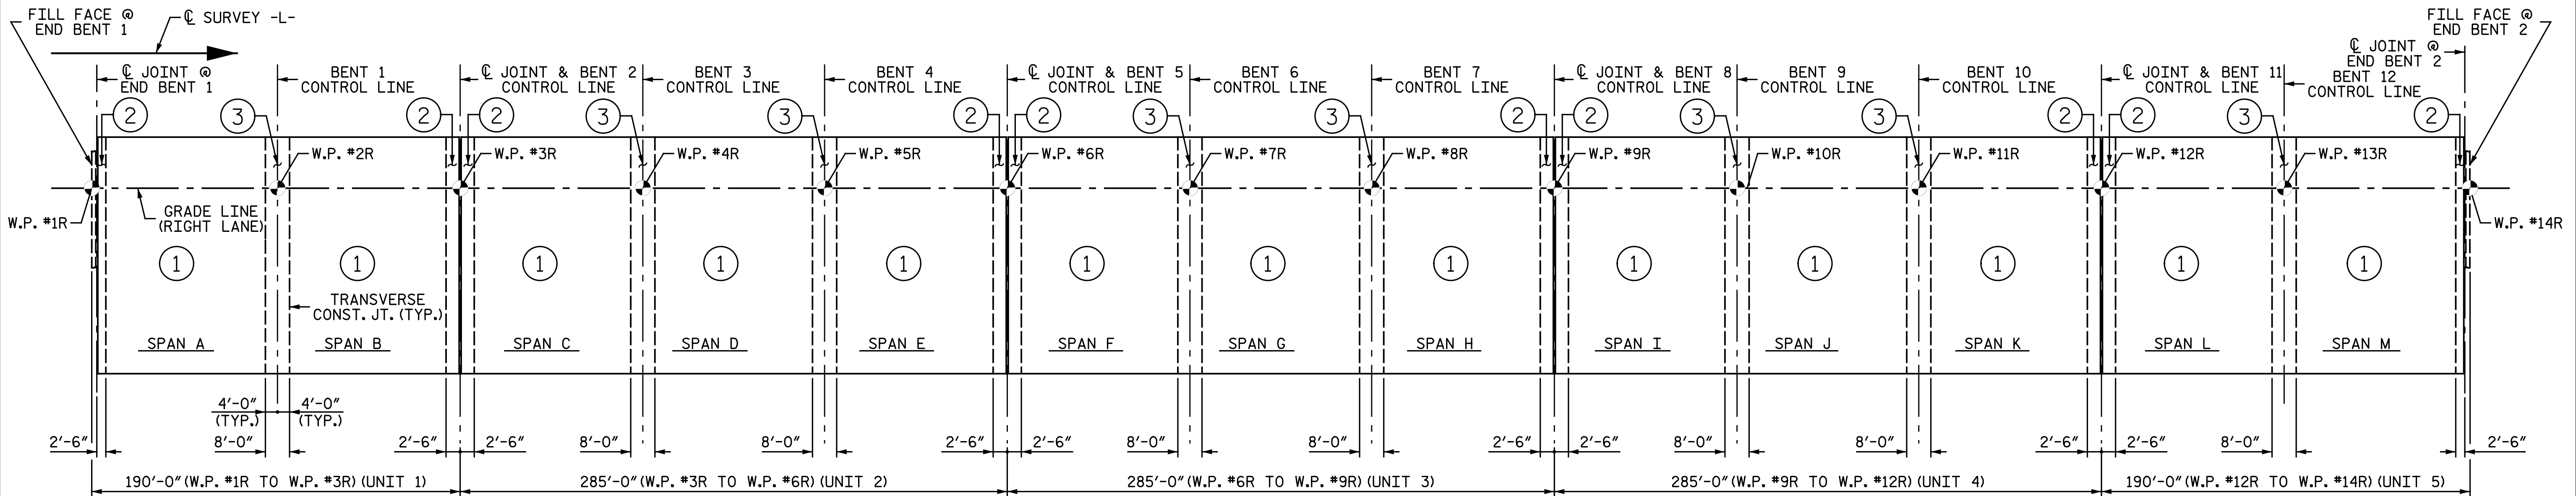 FILL FACE @
END BENT 1
℄ SURVEY -L-
FILL FACE @
END BENT 2
℄ JOINT @
END BENT 1
BENT 1
CONTROL LINE
℄ JOINT & BENT 2
CONTROL LINE
BENT 3
CONTROL LINE
BENT 4
CONTROL LINE
℄ JOINT & BENT 5
CONTROL LINE
BENT 6
CONTROL LINE
BENT 7
CONTROL LINE
℄ JOINT & BENT 8
CONTROL LINE
BENT 9
CONTROL LINE
BENT 10
CONTROL LINE
℄ JOINT & BENT 11
CONTROL LINE
℄ JOINT @
END BENT 2
BENT 12
CONTROL LINE
2 3 2 2 3 3 2 2 3 3 2 2 3 3 2 2 3 2
W.P. #2R W.P. #3R W.P. #4R W.P. #5R W.P. #6R W.P. #7R W.P. #8R W.P. #9R W.P. #10R W.P. #11R W.P. #12R W.P. #13R
W.P. #1R
GRADE LINE
(RIGHT LANE)
W.P. #14R
1 1 1 1 1 1 1 1 1 1 1 1 1
TRANSVERSE
CONST. JT. (TYP.)
SPAN A SPAN B SPAN C SPAN D SPAN E SPAN F SPAN G SPAN H SPAN I SPAN J SPAN K SPAN L SPAN M
4'-0" 4'-0"
(TYP.) (TYP.)
2'-6" 8'-0" 2'-6" 2'-6" 8'-0" 8'-0" 2'-6" 2'-6" 8'-0" 8'-0" 2'-6" 2'-6" 8'-0" 8'-0" 2'-6" 2'-6" 8'-0" 2'-6"
190'-0" (W.P. #1R TO W.P. #3R) (UNIT 1) 285'-0" (W.P. #3R TO W.P. #6R) (UNIT 2) 285'-0" (W.P. #6R TO W.P. #9R) (UNIT 3) 285'-0" (W.P. #9R TO W.P. #12R) (UNIT 4) 190'-0" (W.P. #12R TO W.P. #14R) (UNIT 5)